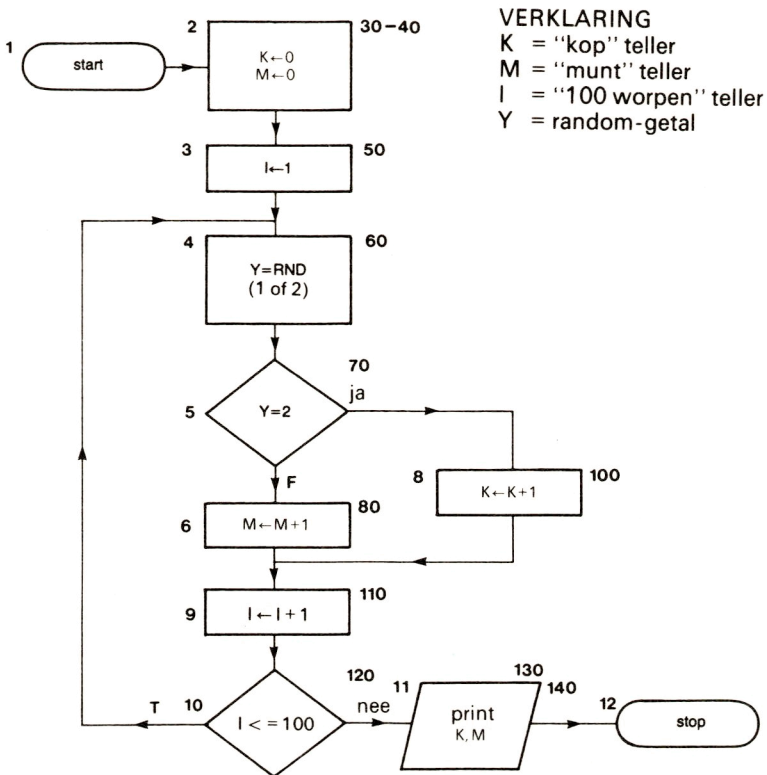 VERKLARING
K = "kop" teller
M = "munt" teller
I = "100 worpen" teller
Y = random-getal
1
start
2
30-40
K←0
M←0
3
50
I←1
4
60
Y=RND
(1 of 2)
70
ja
5
Y=2
F
8
100
K←K+1
80
6
M←M+1
110
9
I←I+1
120
T
10
I<=100
nee
11
130
140
print
K, M
12
stop